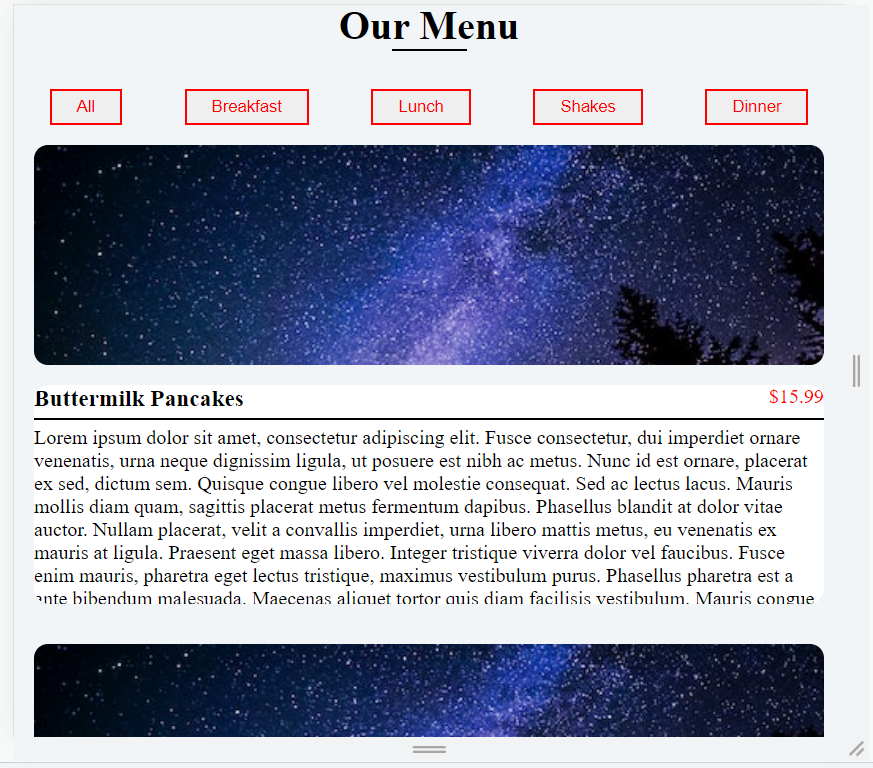 Our Menu
All Breakfast Lunch Shakes Dinner
Buttermilk Pancakes $15.99
Lorem ipsum dolor sit amet, consectetur adipiscing elit. Fusce consectetur, dui imperdiet ornare
venenatis, urna neque dignissim ligula, ut posuere est nibh ac metus. Nunc id est ornare, placerat
ex sed, dictum sem. Quisque congue libero vel molestie consequat. Sed ac lectus lacus. Mauris
mollis diam quam, sagittis placerat metus fermentum dapibus. Phasellus blandit at dolor vitae
auctor. Nullam placerat, velit a convallis imperdiet, urna libero mattis metus, eu venenatis ex
mauris at ligula. Praesent eget massa libero. Integer tristique viverra dolor vel faucibus. Fusce
enim mauris, pharetra eget lectus tristique, maximus vestibulum purus. Phasellus pharetra est a
ante bibendum malesuada. Maecenas aliquet tortor quis diam facilisis vestibulum. Mauris congue